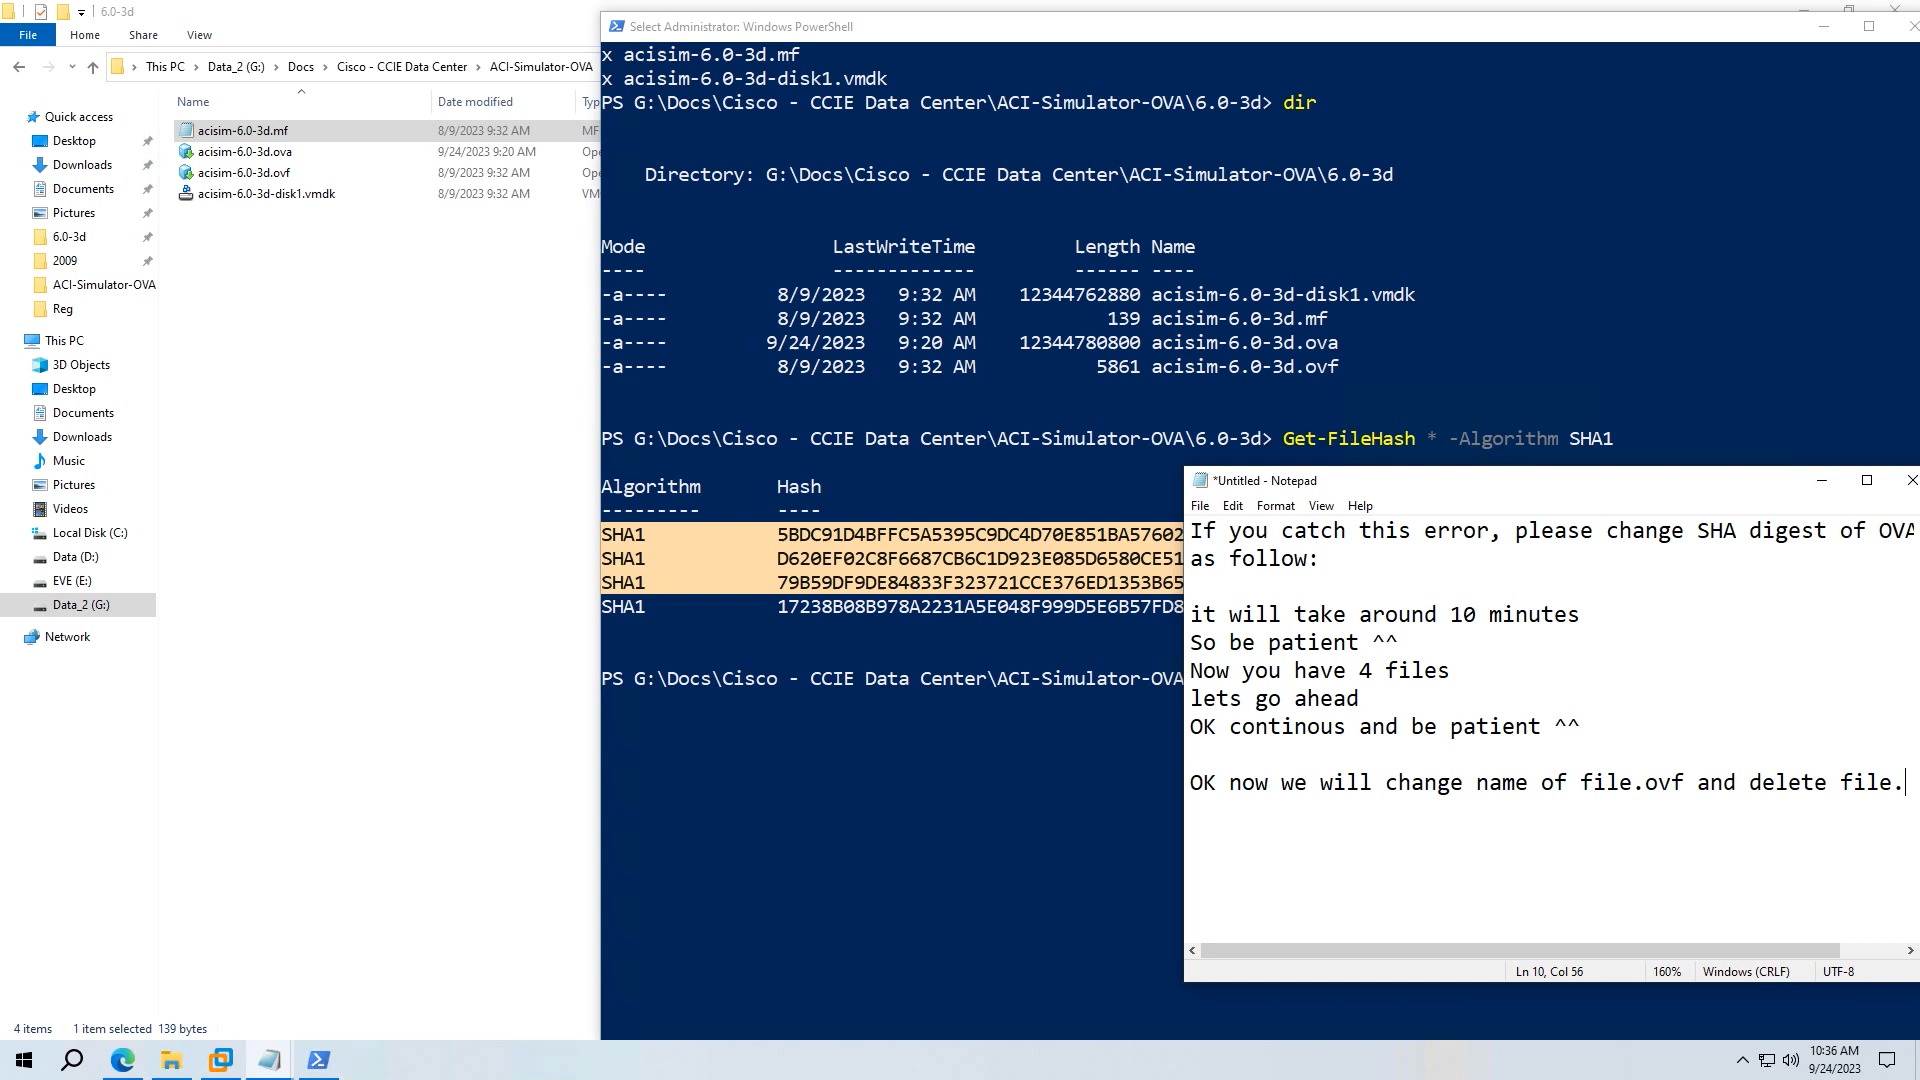 6.0-3d
File Home Share View
This PC > Data_2 (G:) > Docs > Cisco - CCIE Data Center > ACI-Simulator-OVA
Name Date modified Typ
acisim-6.0-3d.mf 8/9/2023 9:32 AM MF
acisim-6.0-3d.ova 9/24/2023 9:20 AM Ope
acisim-6.0-3d.ovf 8/9/2023 9:32 AM Ope
acisim-6.0-3d-disk1.vmdk 8/9/2023 9:32 AM VM
Quick access
Desktop
Downloads
Documents
Pictures
6.0-3d
2009
ACI-Simulator-OVA
Reg
This PC
3D Objects
Desktop
Documents
Downloads
Music
Pictures
Videos
Local Disk (C:)
Data (D:)
EVE (E:)
Data_2 (G:)
Network
4 items 1 item selected 139 bytes
Select Administrator: Windows PowerShell
x acisim-6.0-3d.mf
x acisim-6.0-3d-disk1.vmdk
PS G:\Docs\Cisco - CCIE Data Center\ACI-Simulator-OVA\6.0-3d> dir
Directory: G:\Docs\Cisco - CCIE Data Center\ACI-Simulator-OVA\6.0-3d
Mode LastWriteTime Length Name
---- ------------- ------ ----
-a---- 8/9/2023 9:32 AM 12344762880 acisim-6.0-3d-disk1.vmdk
-a---- 8/9/2023 9:32 AM 139 acisim-6.0-3d.mf
-a---- 9/24/2023 9:20 AM 12344780800 acisim-6.0-3d.ova
-a---- 8/9/2023 9:32 AM 5861 acisim-6.0-3d.ovf
PS G:\Docs\Cisco - CCIE Data Center\ACI-Simulator-OVA\6.0-3d> Get-FileHash * -Algorithm SHA1
Algorithm Hash
--------- ----
SHA1 5BDC91D4BFFC5A5395C9DC4D70E851BA57602
SHA1 D620EF02C8F6687CB6C1D923E085D6580CE51
SHA1 79B59DF9DE84833F323721CCE376ED1353B65
SHA1 17238B08B978A2231A5E048F999D5E6B57FD8
PS G:\Docs\Cisco - CCIE Data Center\ACI-Simulator-OVA
*Untitled - Notepad
File Edit Format View Help
If you catch this error, please change SHA digest of OVA
as follow:
it will take around 10 minutes
So be patient ^^
Now you have 4 files
lets go ahead
OK continous and be patient ^^
OK now we will change name of file.ovf and delete file.
Ln 10, Col 56 160% Windows (CRLF) UTF-8
10:36 AM
9/24/2023